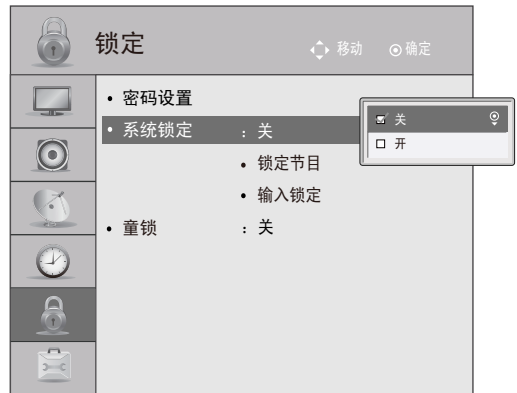 锁定
移动 确定
• 密码设置
• 系统锁定 : 关
• 锁定节目
• 输入锁定
• 童锁 : 关
关
开